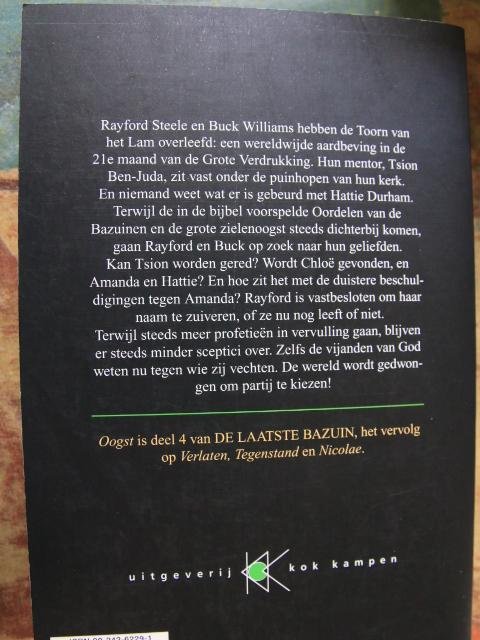 Rayford Steele en Buck Williams hebben de Toorn van
het Lam overleefd: een wereldwijde aardbeving in de
21e maand van de Grote Verdrukking. Hun mentor, Tsion
Ben-Juda, zit vast onder de puinhopen van hun kerk.
En niemand weet wat er is gebeurd met Hattie Durham.
Terwijl de in de bijbel voorspelde Oordelen van de
Bazuinen en de grote zielenoogst steeds dichterbij komen,
gaan Rayford en Buck op zoek naar hun geliefden.
Kan Tsion worden gered? Wordt Chloë gevonden, en
Amanda en Hattie? En hoe zit het met de duistere beschul-
digingen tegen Amanda? Rayford is vastbesloten om haar
naam te zuiveren, of ze nu nog leeft of niet.
Terwijl steeds meer profetieën in vervulling gaan, blijven
er steeds minder sceptici over. Zelfs de vijanden van God
weten nu tegen wie zij vechten. De wereld wordt gedwon-
gen om partij te kiezen!
Oogst is deel 4 van DE LAATSTE BAZUIN, het vervolg
op Verlaten, Tegenstand en Nicolae.
uitgeverij kok kampen